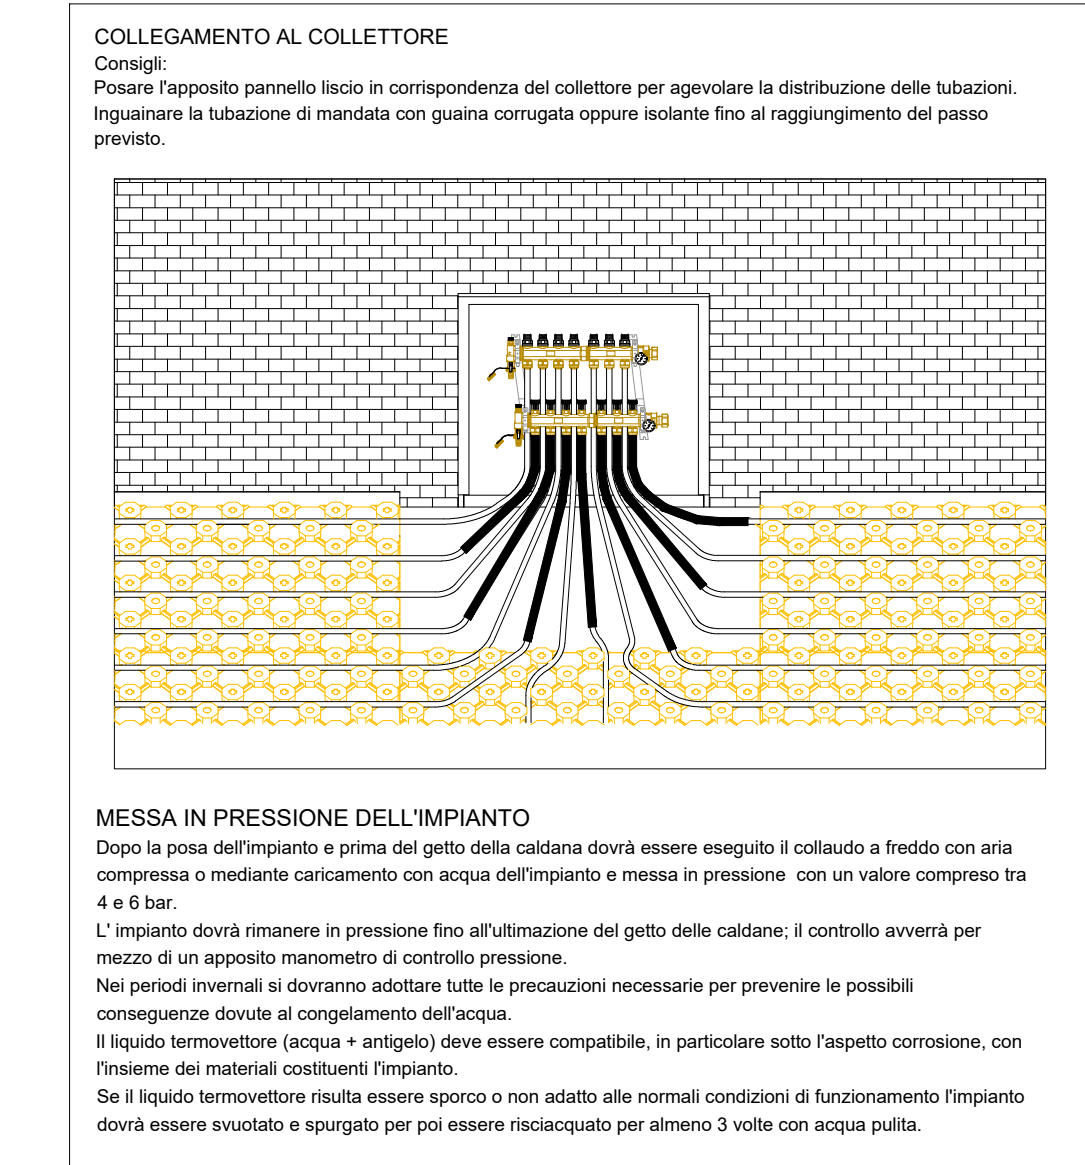 COLLEGAMENTO AL COLLETTORE
Consigli:
Posare l'apposito pannello liscio in corrispondenza del collettore per agevolare la distribuzione delle tubazioni.
Inguainare la tubazione di mandata con guaina corrugata oppure isolante fino al raggiungimento del passo
previsto.
MESSA IN PRESSIONE DELL'IMPIANTO
Dopo la posa dell'impianto e prima del getto della caldana dovrà essere eseguito il collaudo a freddo con aria
compressa o mediante caricamento con acqua dell'impianto e messa in pressione  con un valore compreso tra
4 e 6 bar.
L' impianto dovrà rimanere in pressione fino all'ultimazione del getto delle caldane; il controllo avverrà per
mezzo di un apposito manometro di controllo pressione.
Nei periodi invernali si dovranno adottare tutte le precauzioni necessarie per prevenire le possibili
conseguenze dovute al congelamento dell'acqua.
Il liquido termovettore (acqua + antigelo) deve essere compatibile, in particolare sotto l'aspetto corrosione, con
l'insieme dei materiali costituenti l'impianto.
Se il liquido termovettore risulta essere sporco o non adatto alle normali condizioni di funzionamento l'impianto
dovrà essere svuotato e spurgato per poi essere risciacquato per almeno 3 volte con acqua pulita.